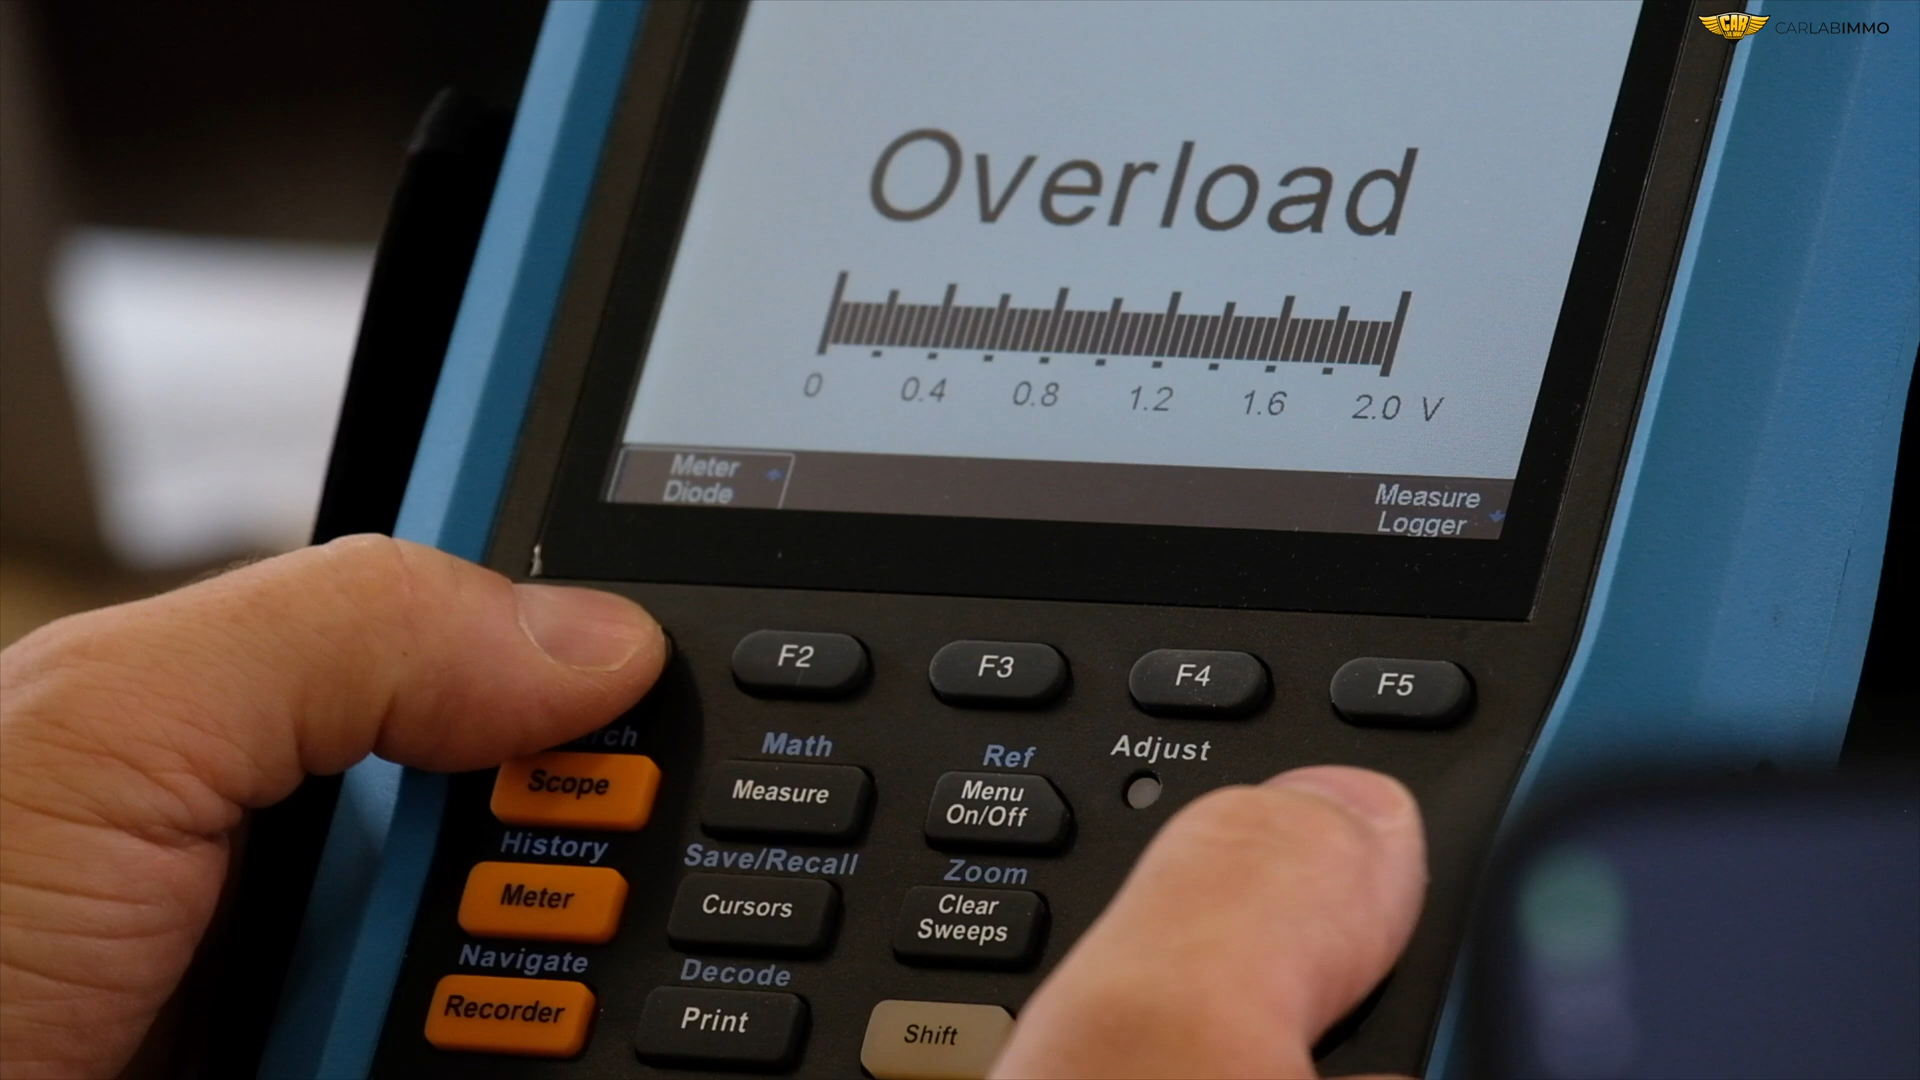 CAR
CARLABIMMO
Overload
0 0.4 0.8 1.2 1.6 2.0 V
Meter
Diode
Measure
Logger
F2 F3 F4 F5
Math Ref Adjust
Scope Measure Menu
On/Off
History Save/Recall Zoom
Meter Cursors Clear
Sweeps
Navigate Decode
Recorder Print Shift